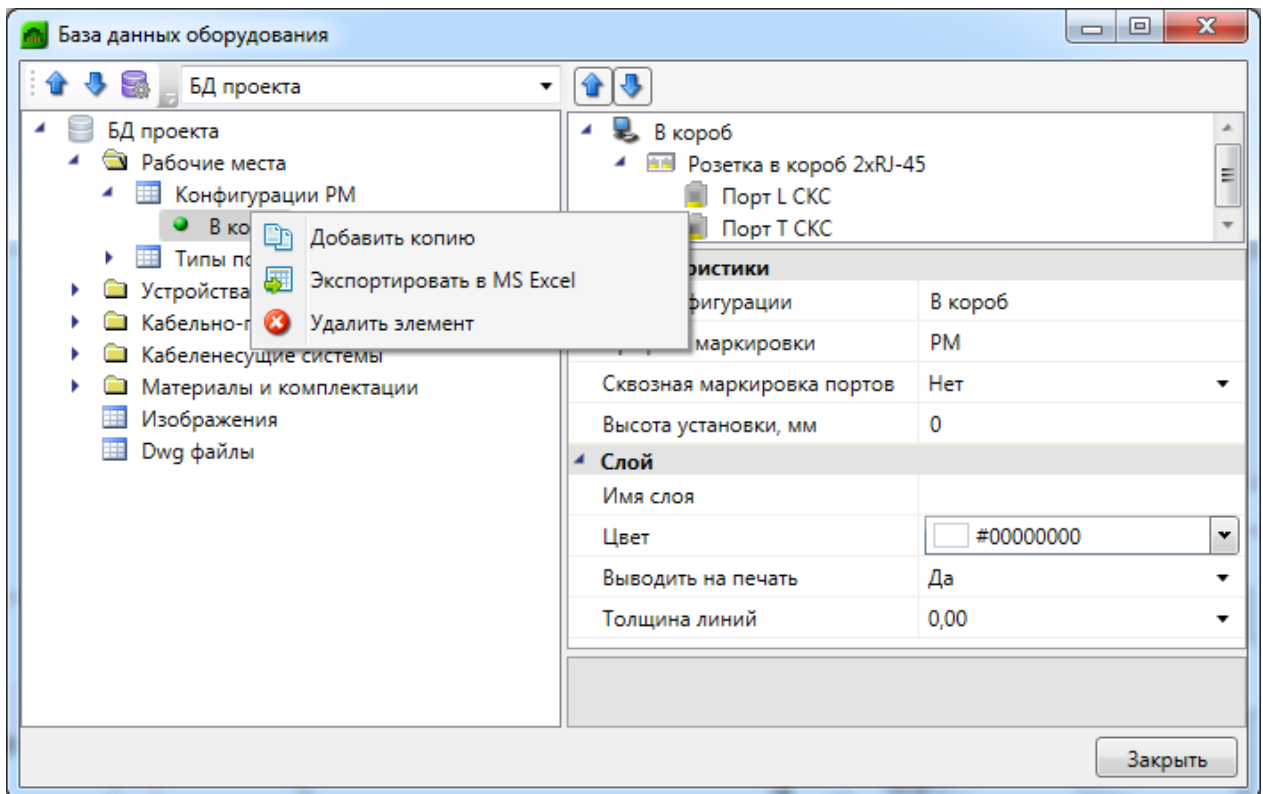 База данных оборудования
БД проекта
БД проекта
Рабочие места
Конфигурации РМ
В ко
Типы по
Устройства
Кабельно-
Кабеленесущие системы
Материалы и комплектации
Изображения
Dwg файлы
Добавить копию
Экспортировать в MS Excel
Удалить элемент
В короб
Розетка в короб 2xRJ-45
Порт L СКС
Порт Т СКС
ристики
фигурации В короб
маркировки РМ
Сквозная маркировка портов Нет
Высота установки, мм 0
Слой
Имя слоя
Цвет #00000000
Выводить на печать Да
Толщина линий 0,00
Закрыть